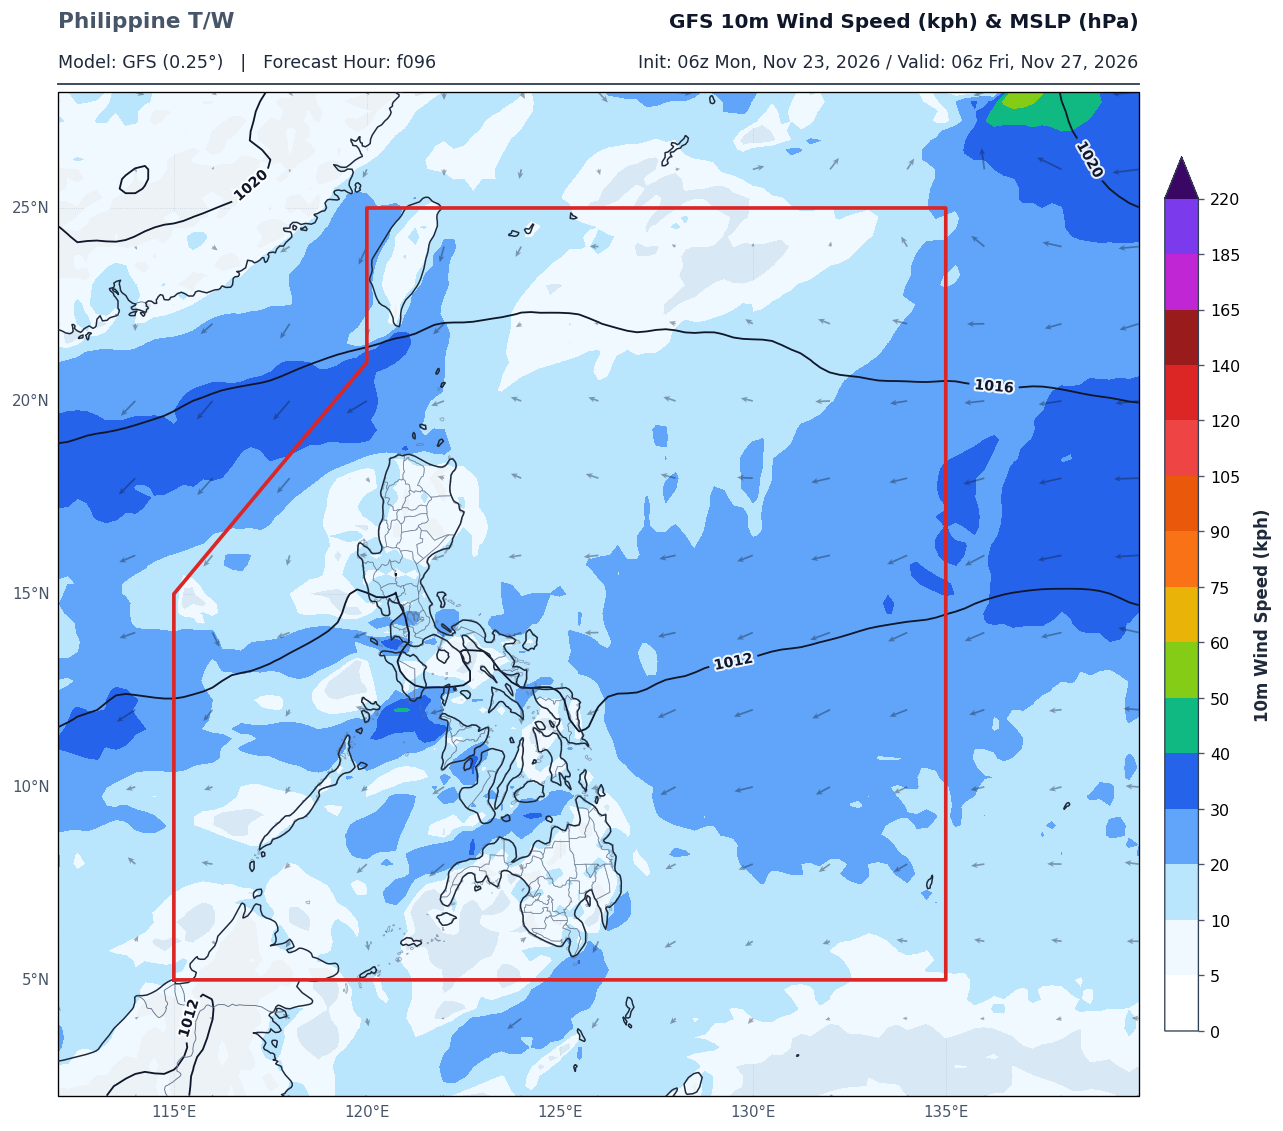 Philippine T/W
GFS 10m Wind Speed (kph) & MSLP (hPa)
Model: GFS (0.25°)   |   Forecast Hour: f096
Init: 06z Mon, Nov 23, 2026 / Valid: 06z Fri, Nov 27, 2026
1020
1020
1016
1012
1012
25°N
20°N
15°N
10°N
5°N
115°E
120°E
125°E
130°E
135°E
220
185
165
140
120
105
90
75
60
50
40
30
20
10
5
0
10m Wind Speed (kph)